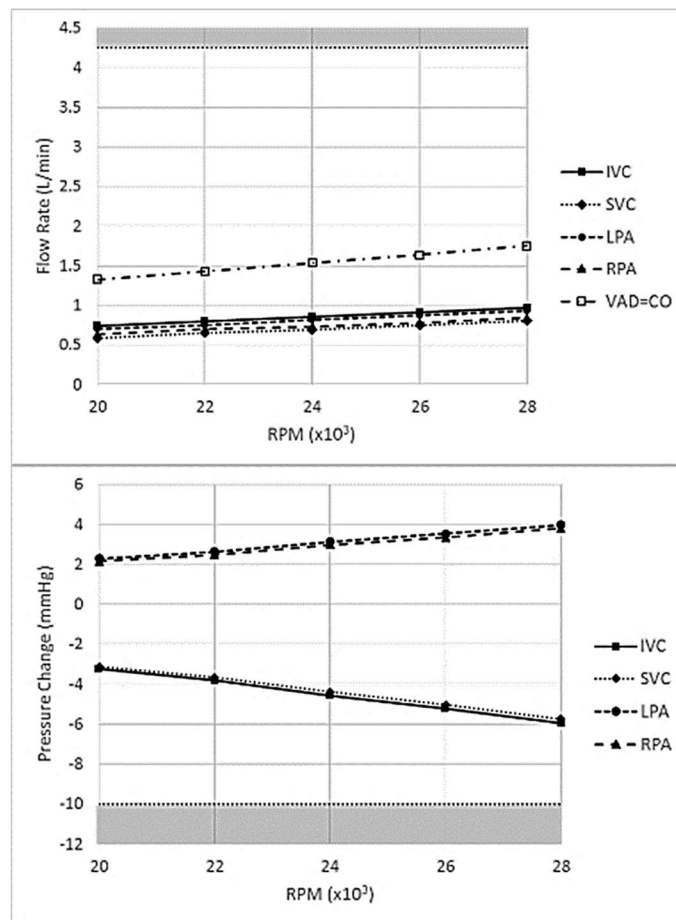 4.5
4
3.5
3
2.5
2
1.5
1
0.5
0
Flow Rate (L/min)
20 22 24 26 28
RPM (x10³)
IVC
SVC
LPA
RPA
VAD=CO
6
4
2
0
-2
-4
-6
-8
-10
-12
Pressure Change (mmHg)
20 22 24 26 28
RPM (x10³)
IVC
SVC
LPA
RPA